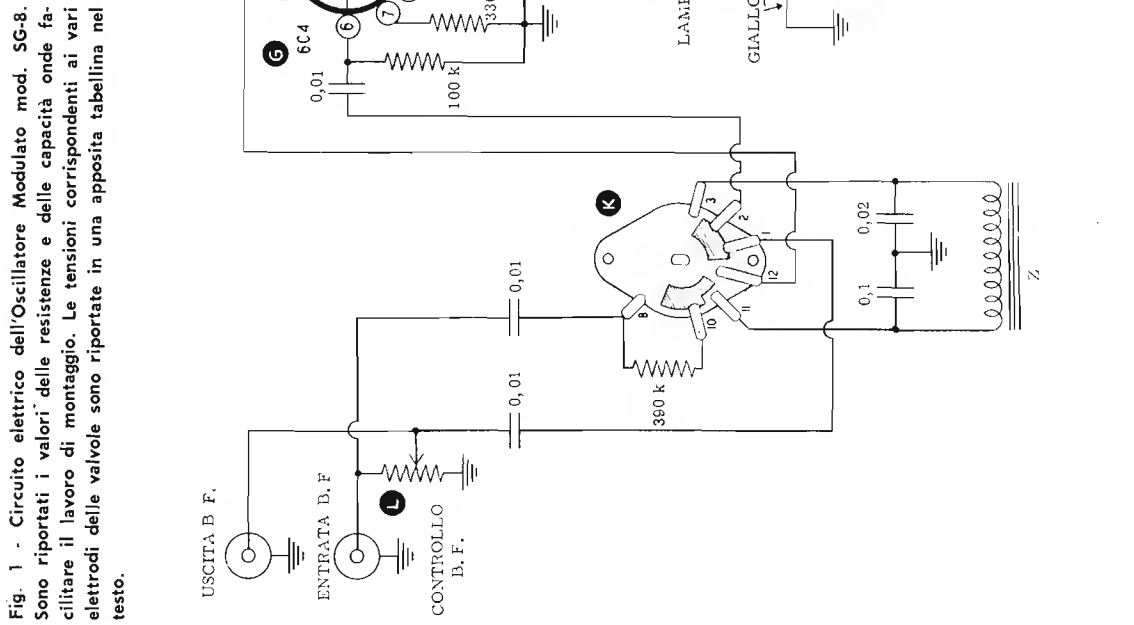 Fig. 1 - Circuito elettrico dell'Oscillatore Modulato mod. SG-8.
Sono riportati i valori delle resistenze e delle capacità onde fa-
cilitare il lavoro di montaggio. Le tensioni corrispondenti ai vari
elettrodi delle valvole sono riportate in una apposita tabellina nel
testo.
G
6C4
6
7
0,01
100 k
330
LAMP
GIALLO
K
3
2
1
12
11
10
8
0,01
0,01
390 k
0,02
0,1
Z
USCITA B F.
ENTRATA B. F
L
CONTROLLO
B. F.